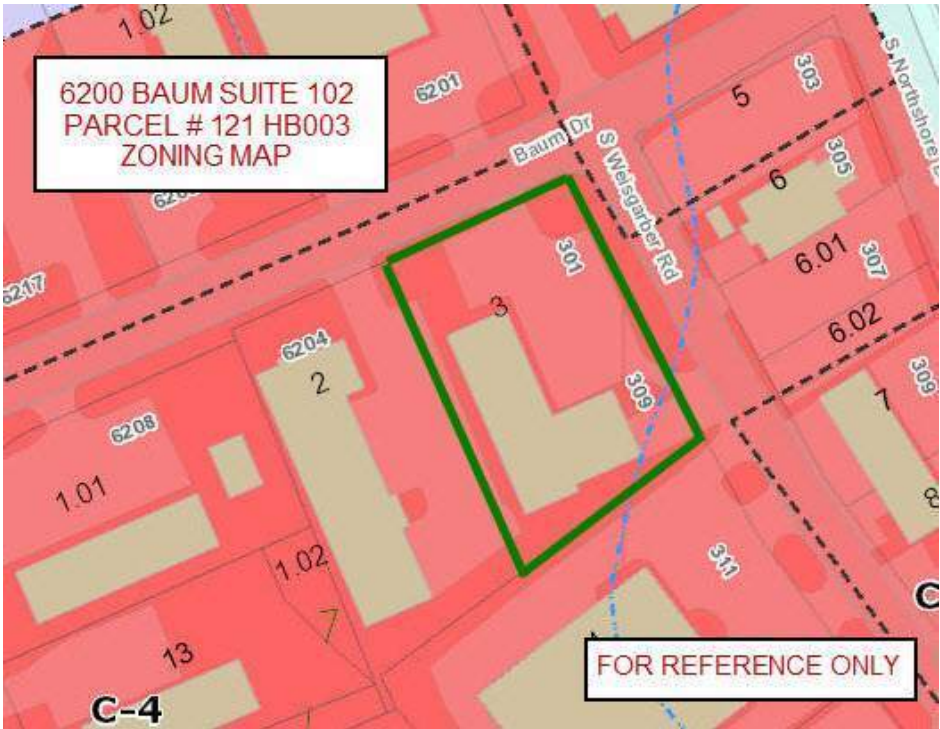 1.02
6200 BAUM SUITE 102
PARCEL # 121 HB003
ZONING MAP
6201
5
303
S Northshore
Baum Dr
S Weisgarber Rd
305
6
6217
301
6.01
307
3
6.02
6204
2
309
309
7
6208
1.01
8
1.02
311
7
13
FOR REFERENCE ONLY
C-4
C